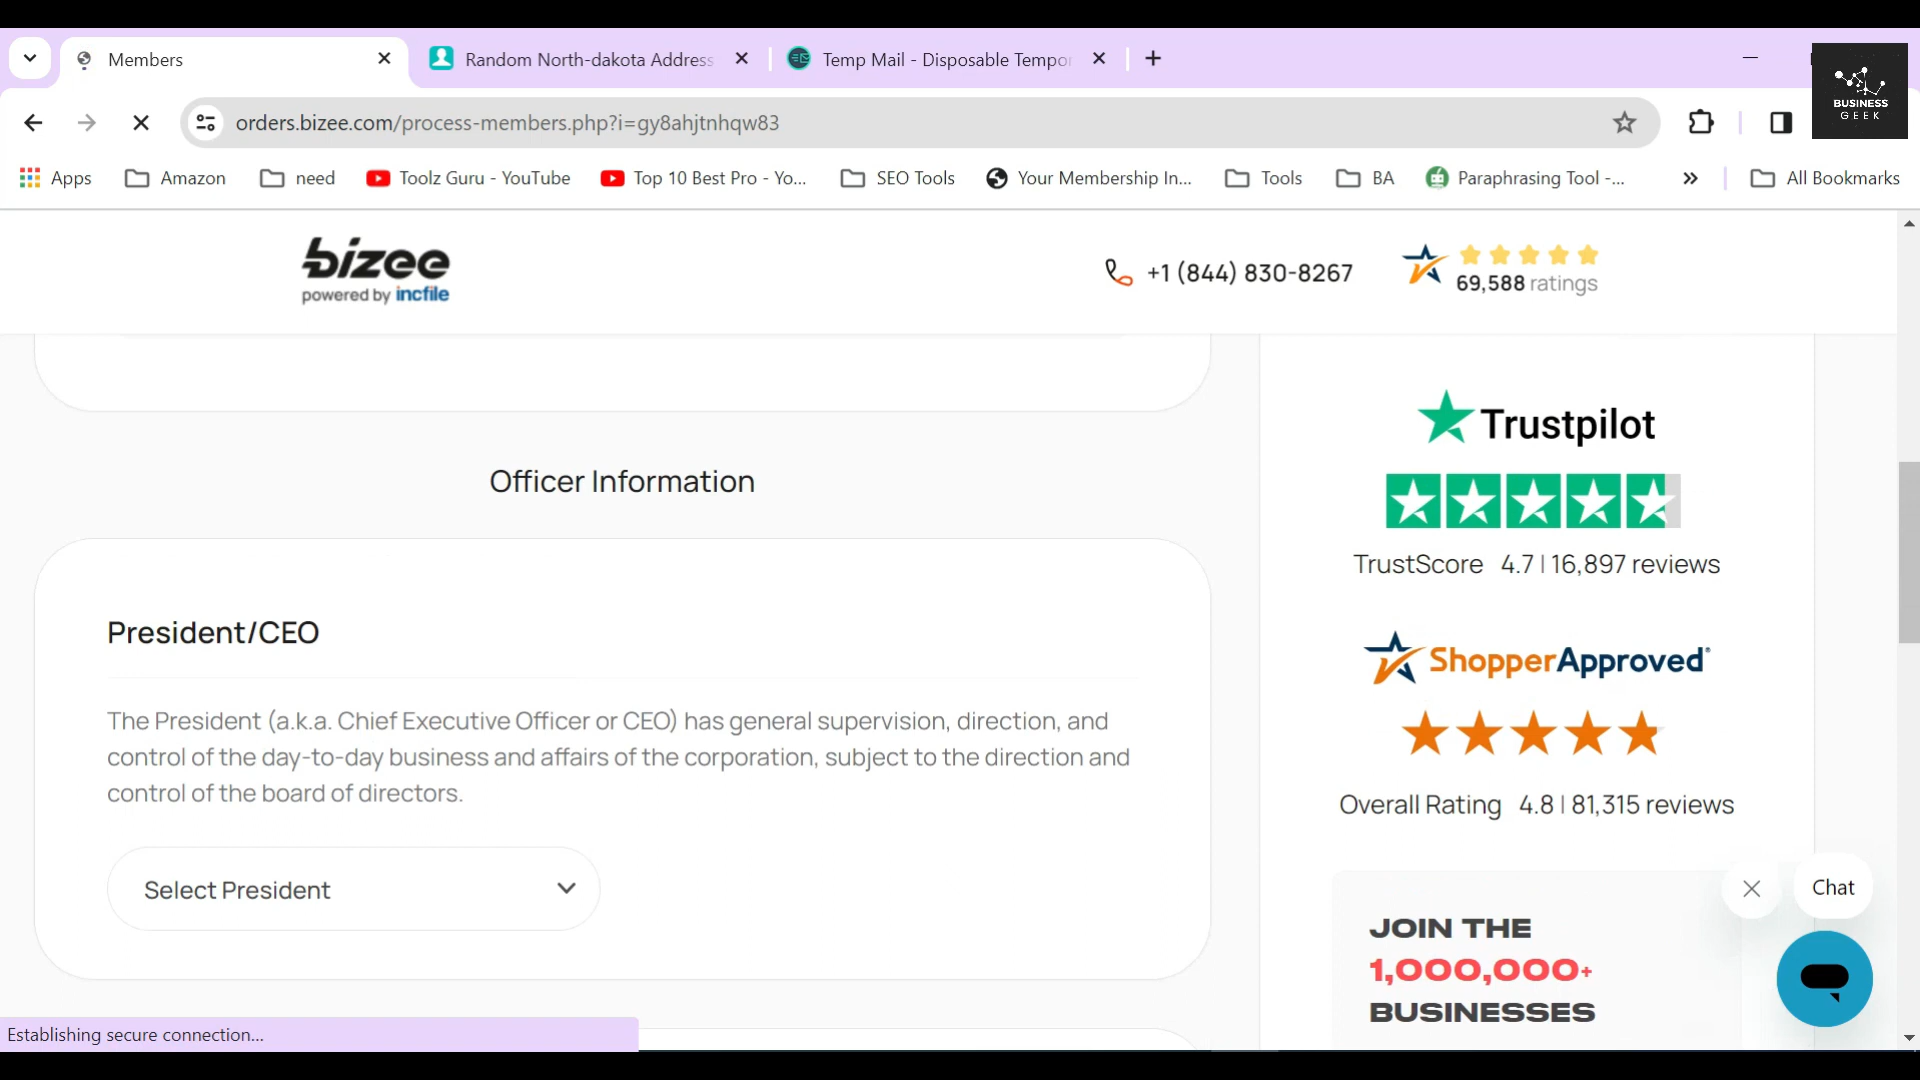 Members
Random North-dakota Address
Temp Mail - Disposable Tempo
BUSINESS
GEEK
orders.bizee.com/process-members.php?i=gy8ahjtnhqw83
Apps
Amazon
need
Toolz Guru - YouTube
Top 10 Best Pro - Yo...
SEO Tools
Your Membership In...
Tools
BA
Paraphrasing Tool -...
All Bookmarks
bizee
powered by incfile
+1 (844) 830-8267
69,588 ratings
Officer Information
President/CEO
The President (a.k.a. Chief Executive Officer or CEO) has general supervision, direction, and
control of the day-to-day business and affairs of the corporation, subject to the direction and
control of the board of directors.
Select President
Trustpilot
TrustScore 4.7 | 16,897 reviews
ShopperApproved
Overall Rating 4.8 | 81,315 reviews
JOIN THE
1,000,000+
BUSINESSES
Chat
Establishing secure connection...